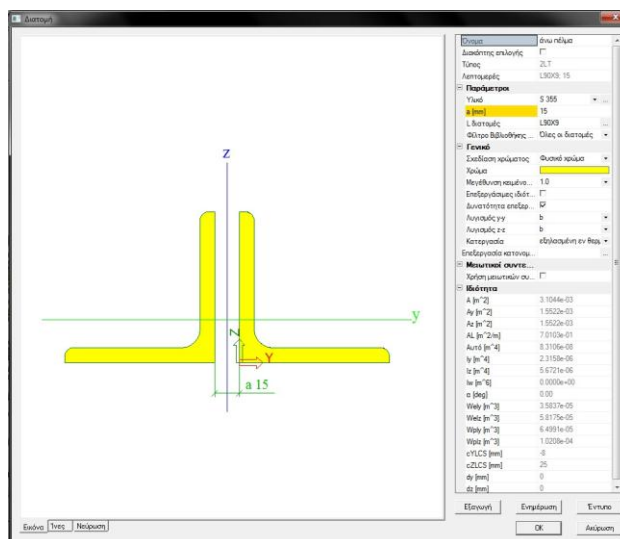 Διατομή
Όνομα άνω πέλμα
Διακόπτης επιλογής
Τύπος 2LT
Λεπτομερές L90X9; 15
Παράμετροι
Υλικό S 355 ...
a [mm] 15
L διατομές L90X9 ...
Φίλτρο Βιβλιοθήκης ... Όλες οι διατομές
Γενικό
Σχεδίαση χρώματος Φυσικό χρώμα
Χρώμα
Μεγέθυνση κειμένο... 1.0
Επεξεργάσιμες ιδιότ...
Δυνατότητα επεξερ...
Λυγισμός y-y b
Λυγισμός z-z b
Κατεργασία εξηλασμένη εν θερμ
Επεξεργασία κατονομ... ...
Μειωτικοί συντε...
Χρήση μειωτικών συ...
Ιδιότητα
A [m^2] 3.1044e-03
Ay [m^2] 1.5522e-03
Az [m^2] 1.5522e-03
AL [m^2/m] 7.0103e-01
Αυτό [m^4] 8.3106e-08
Iy [m^4] 2.3158e-06
Iz [m^4] 5.6721e-06
Iw [m^6] 0.0000e+00
α [deg] 0.00
Wely [m^3] 3.5837e-05
Welz [m^3] 5.8175e-05
Wply [m^3] 6.4991e-05
Wplz [m^3] 1.0208e-04
cYLCS [mm] -8
cZLCS [mm] 25
dy [mm] 0
dz [mm] 0
z
y
Z
Y
a 15
Εικόνα Ίνες Νεύρωση
Εξαγωγή Ενημέρωση Έντυπο
OK Ακύρωση